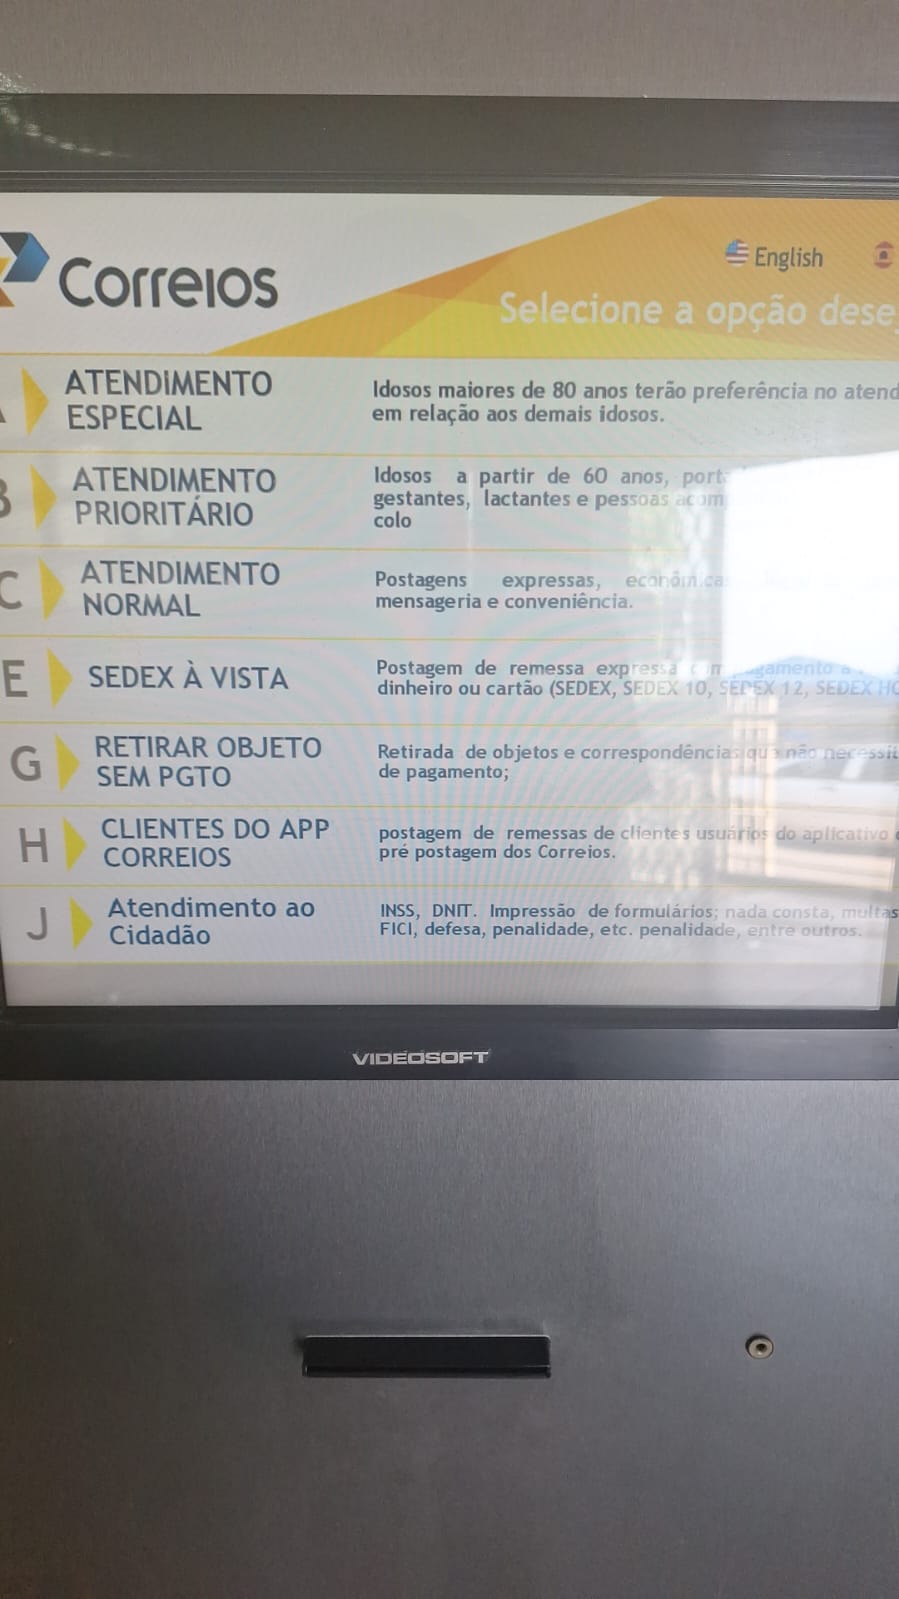 Correios
English
Selecione a opção
ATENDIMENTO
ESPECIAL
Idosos maiores de 80 anos terão preferência no
em relação aos demais idosos.
B
ATENDIMENTO
PRIORITÁRIO
Idosos a partir de 60 anos,
gestantes, lactantes e pessoas
colo
C
ATENDIMENTO
NORMAL
Postagens expressas, econômicas
mensageria e conveniência.
E
SEDEX À VISTA
Postagem de remessa expressa com pagamento a
dinheiro ou cartão (SEDEX, SEDEX 10, SEDEX 12, SEDEX
G
RETIRAR OBJETO
SEM PGTO
Retirada de objetos e correspondências que não
de pagamento;
H
CLIENTES DO APP
CORREIOS
postagem de remessas de clientes usuários do aplicativo
pré postagem dos Correios.
J
Atendimento ao
Cidadão
INSS, DNIT. Impressão de formulários; nada consta, multas
FICI, defesa, penalidade, etc. penalidade, entre outros.
VIDEOSOFT